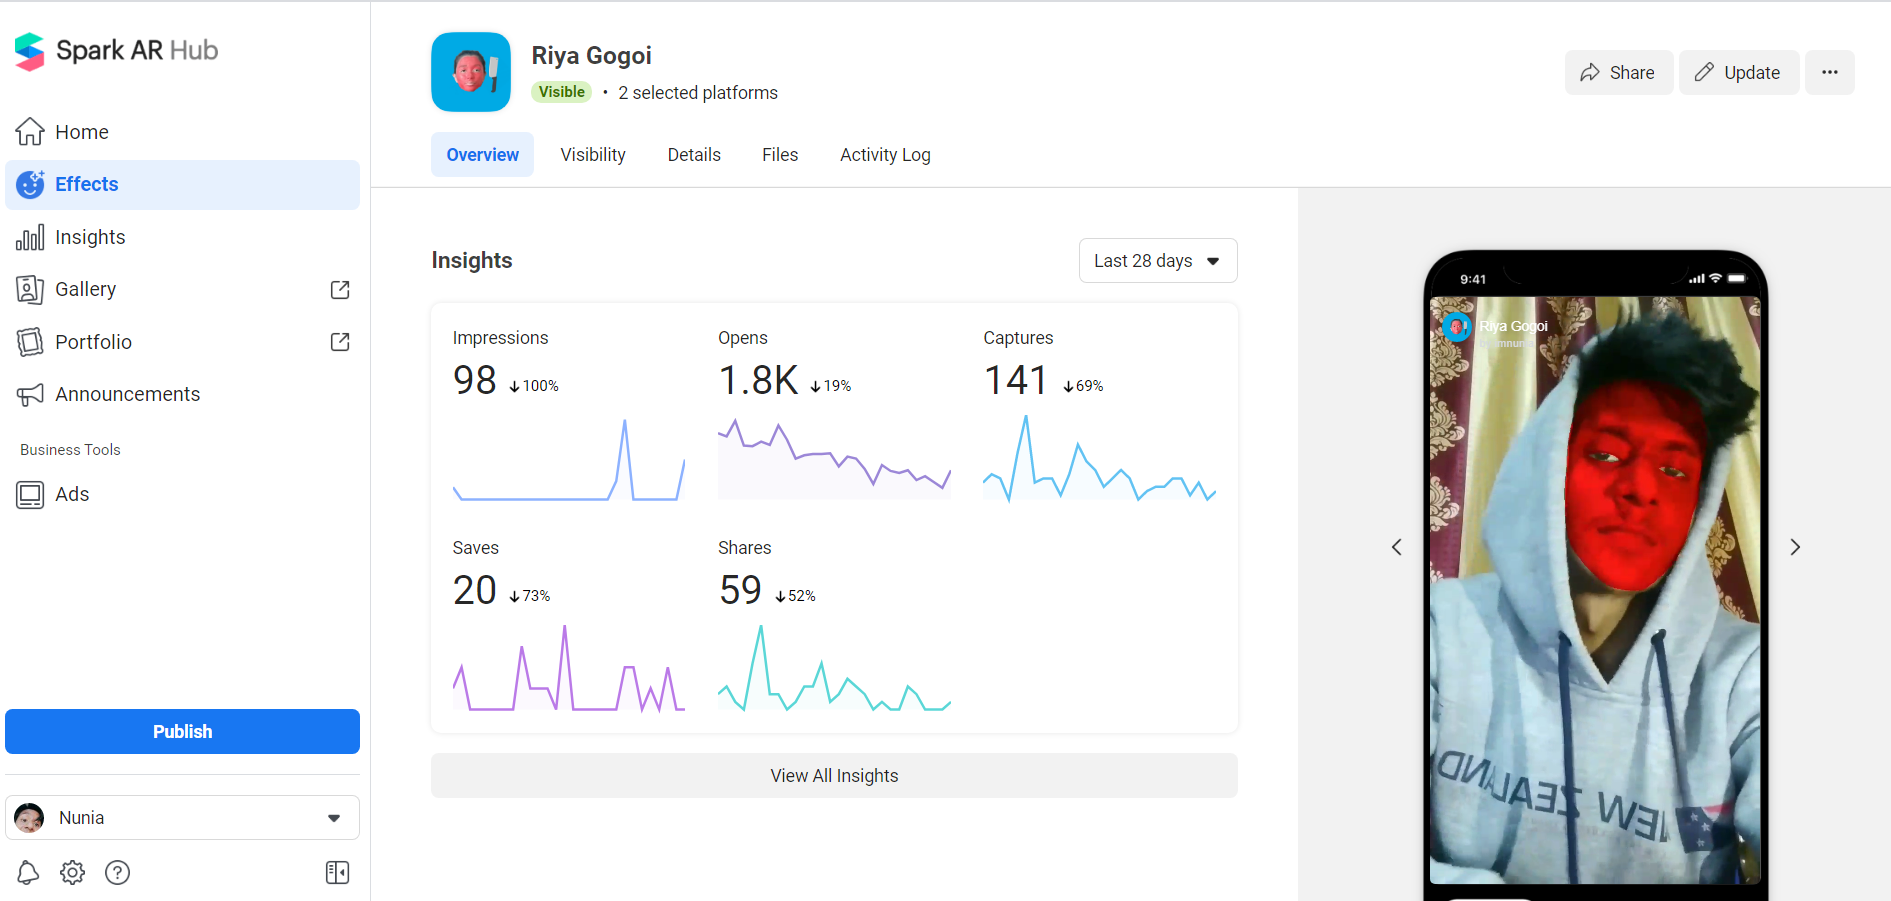 Spark AR Hub
Home
Effects
Insights
Gallery
Portfolio
Announcements
Business Tools
Ads
Publish
Nunia
Riya Gogoi
Visible • 2 selected platforms
Share
Update
Overview
Visibility
Details
Files
Activity Log
Insights
Last 28 days
Impressions
98 ↓100%
Opens
1.8K ↓19%
Captures
141 ↓69%
Saves
20 ↓73%
Shares
59 ↓52%
View All Insights
9:41
Riya Gogoi
NEW ZEALAND